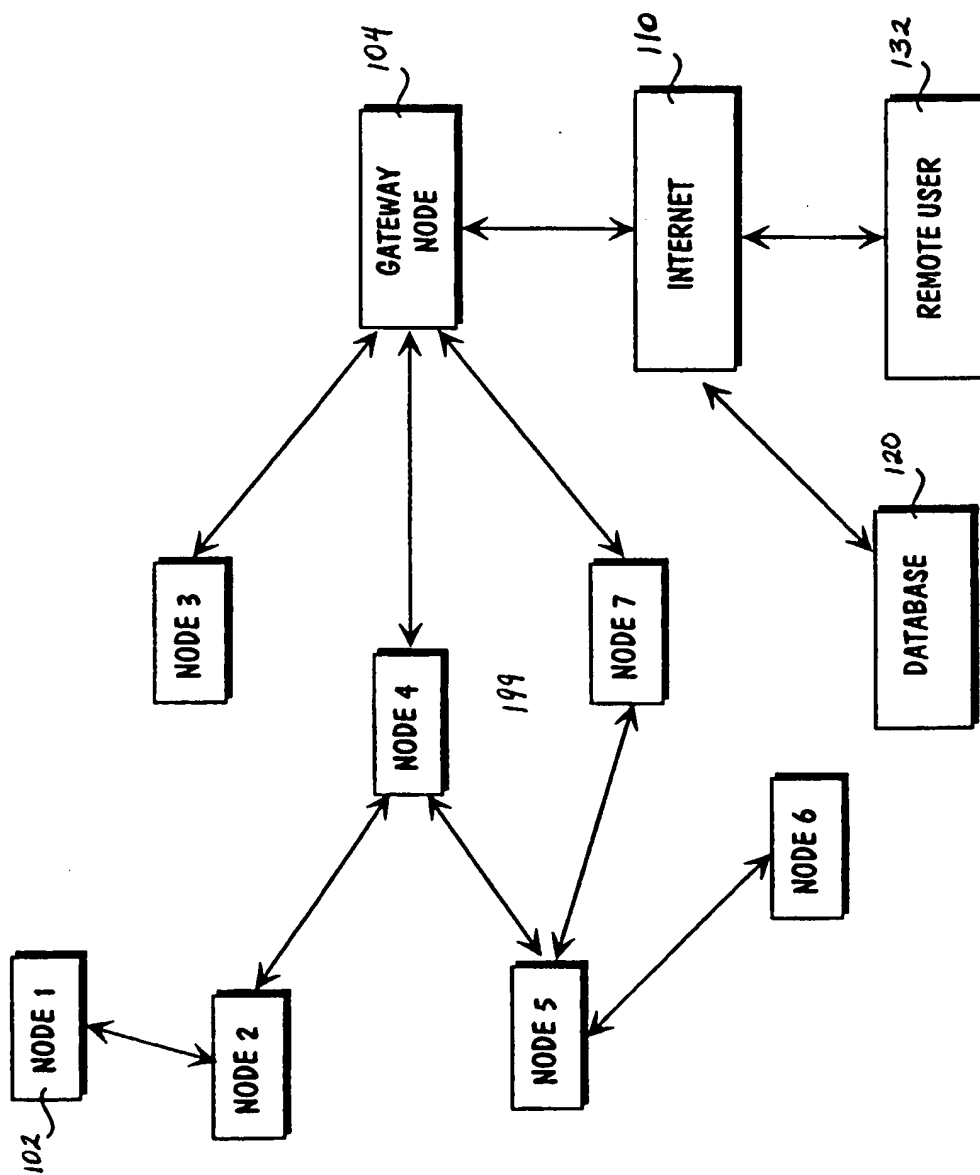 102
NODE 1
NODE 2
NODE 3
104
GATEWAY
NODE
NODE 4
199
NODE 5
NODE 7
110
INTERNET
NODE 6
120
DATABASE
132
REMOTE USER